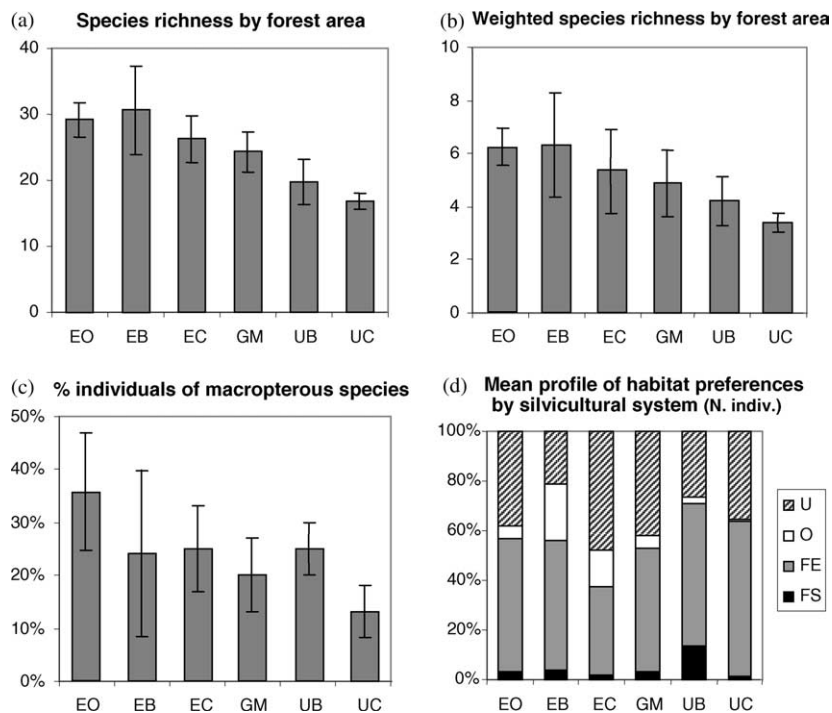 (a) Species richness by forest area
40
30
20
10
0
EO EB EC GM UB UC
(b) Weighted species richness by forest area
10
8
6
4
2
0
EO EB EC GM UB UC
(c) % individuals of macropterous species
50%
40%
30%
20%
10%
0%
EO EB EC GM UB UC
(d) Mean profile of habitat preferences
by silvicultural system (N. indiv.)
100%
80%
60%
40%
20%
0%
EO EB EC GM UB UC
U
O
FE
FS